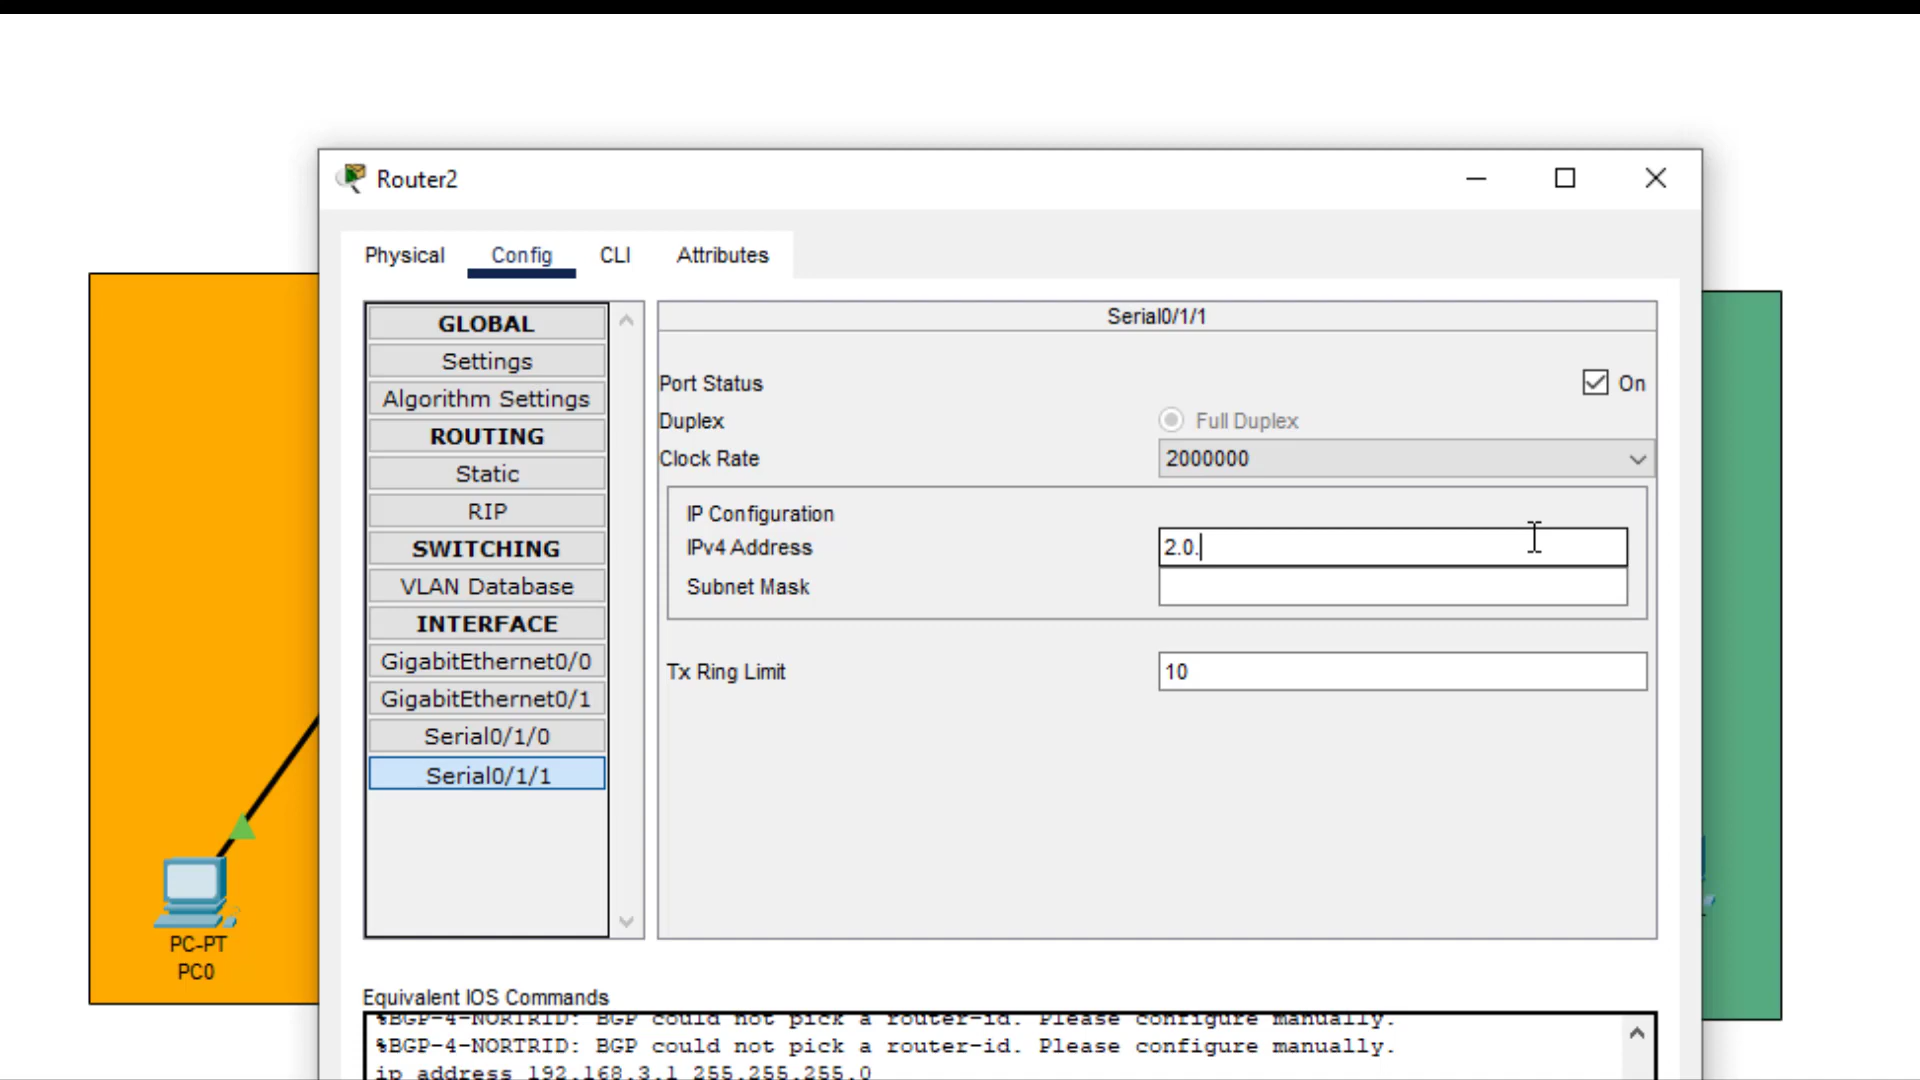 Router2
Physical Config CLI Attributes
GLOBAL
Settings
Algorithm Settings
ROUTING
Static
RIP
SWITCHING
VLAN Database
INTERFACE
GigabitEthernet0/0
GigabitEthernet0/1
Serial0/1/0
Serial0/1/1
Serial0/1/1
Port Status On
Duplex Full Duplex
Clock Rate 2000000
IP Configuration
IPv4 Address 2.0.
Subnet Mask
Tx Ring Limit 10
PC-PT
PC0
Equivalent IOS Commands
%BGP-4-NORTRID: BGP could not pick a router-id. Please configure manually.
%BGP-4-NORTRID: BGP could not pick a router-id. Please configure manually.
ip address 192.168.3.1 255.255.255.0